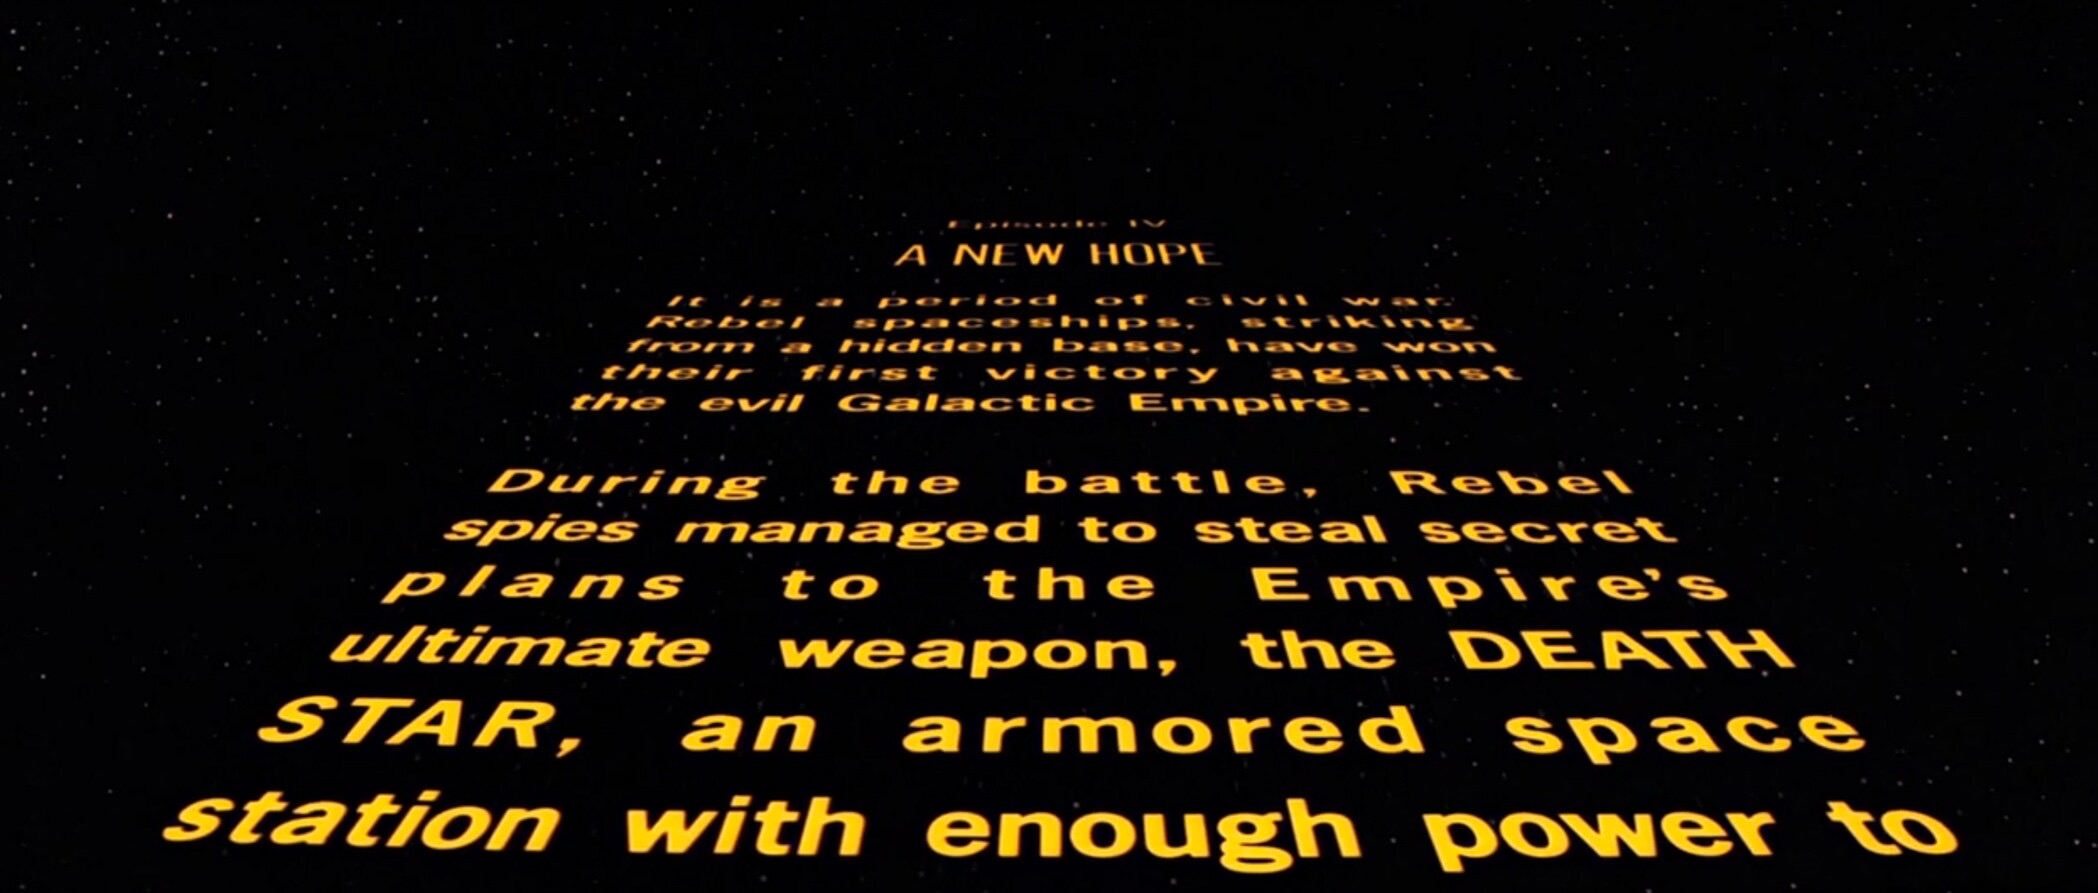 Episode IV
A NEW HOPE
It is a period of civil war.
Rebel spaceships, striking
from a hidden base, have won
their first victory against
the evil Galactic Empire.
During the battle, Rebel
spies managed to steal secret
plans to the Empire's
ultimate weapon, the DEATH
STAR, an armored space
station with enough power to